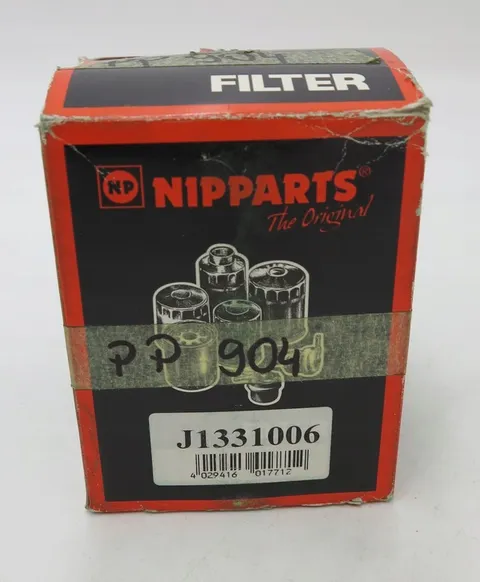 FILTER
NP NIPPARTS®
The Original
PP 904
J1331006
4 029416 017712